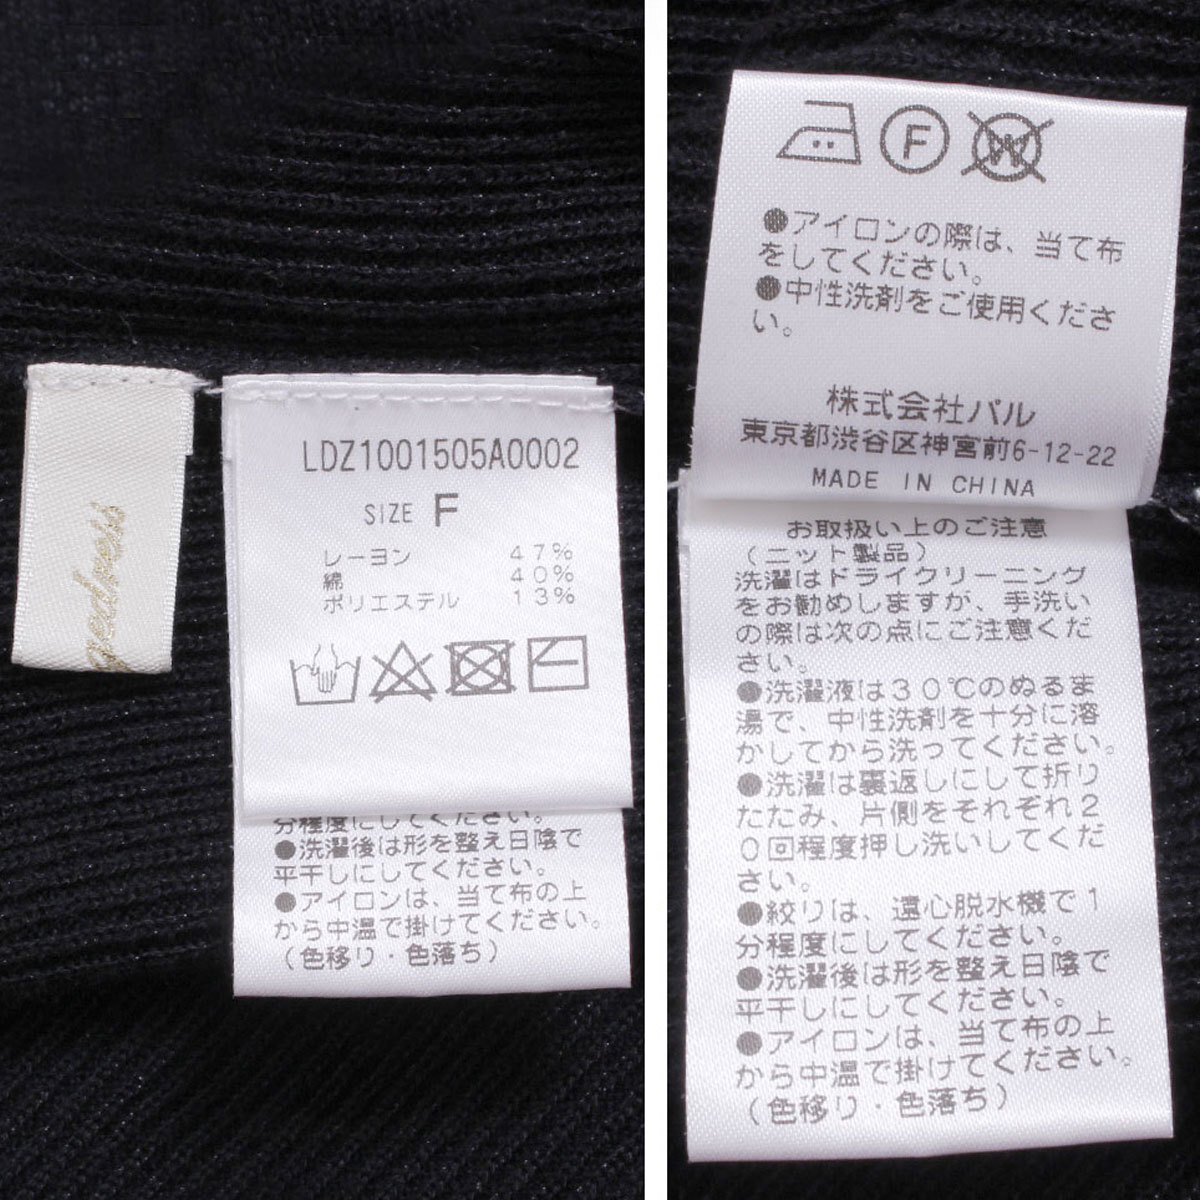 LDZ1001505A0002
SIZE F
レーヨン 47%
綿 40%
ポリエステル 13%
分程度にしてください。
●洗濯後は形を整え日陰で
平干しにしてください。
●アイロンは、当て布の上
から中温で掛けてください。
(色移り・色落ち)
F W
●アイロンの際は、当て布
をしてください。
●中性洗剤をご使用くださ
い。
株式会社パル
東京都渋谷区神宮前6-12-22
MADE IN CHINA
お取扱い上のご注意
(ニット製品)
洗濯はドライクリーニング
をお勧めしますが、手洗い
の際は次の点にご注意くだ
さい。
●洗濯液は30℃のぬるま
湯で、中性洗剤を十分に溶
かしてから洗ってください。
●洗濯は裏返しにして折り
たたみ、片側をそれぞれ2
0回程度押し洗いしてくだ
さい。
●絞りは、遠心脱水機で1
分程度にしてください。
●洗濯後は形を整え日陰で
平干しにしてください。
●アイロンは、当て布の上
から中温で掛けてください。
(色移り・色落ち)